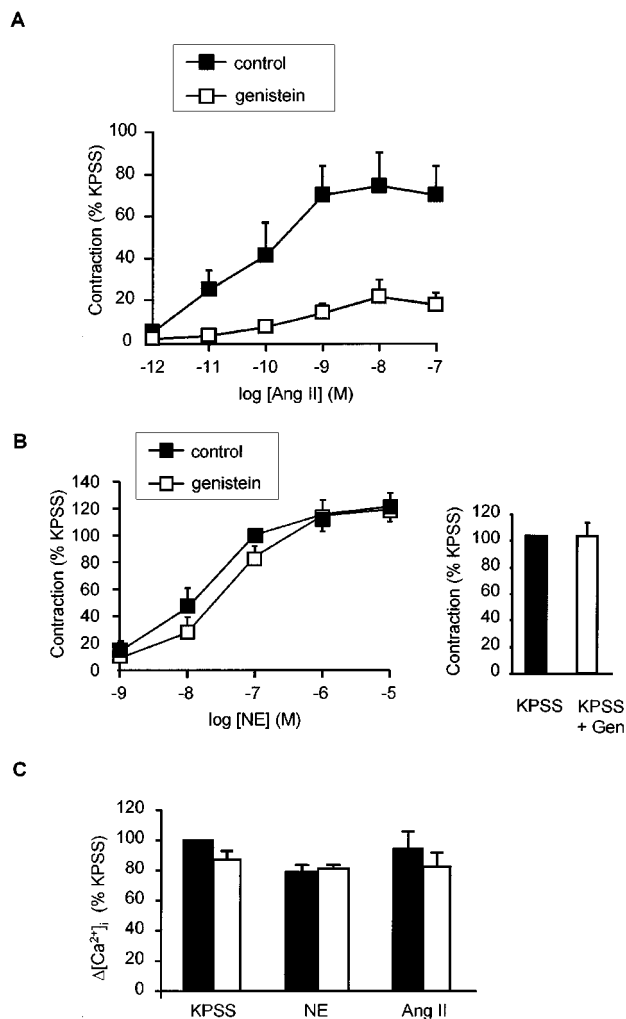 A
control
genistein
100
80
60
40
20
0
Contraction (% KPSS)
-12 -11 -10 -9 -8 -7
log [Ang II] (M)
B
control
genistein
140
120
100
80
60
40
20
0
Contraction (% KPSS)
-9 -8 -7 -6 -5
log [NE] (M)
140
120
100
80
60
40
20
0
Contraction (% KPSS)
KPSS KPSS
+ Gen
C
120
100
80
60
40
20
0
Δ[Ca²⁺]i (% KPSS)
KPSS NE Ang II